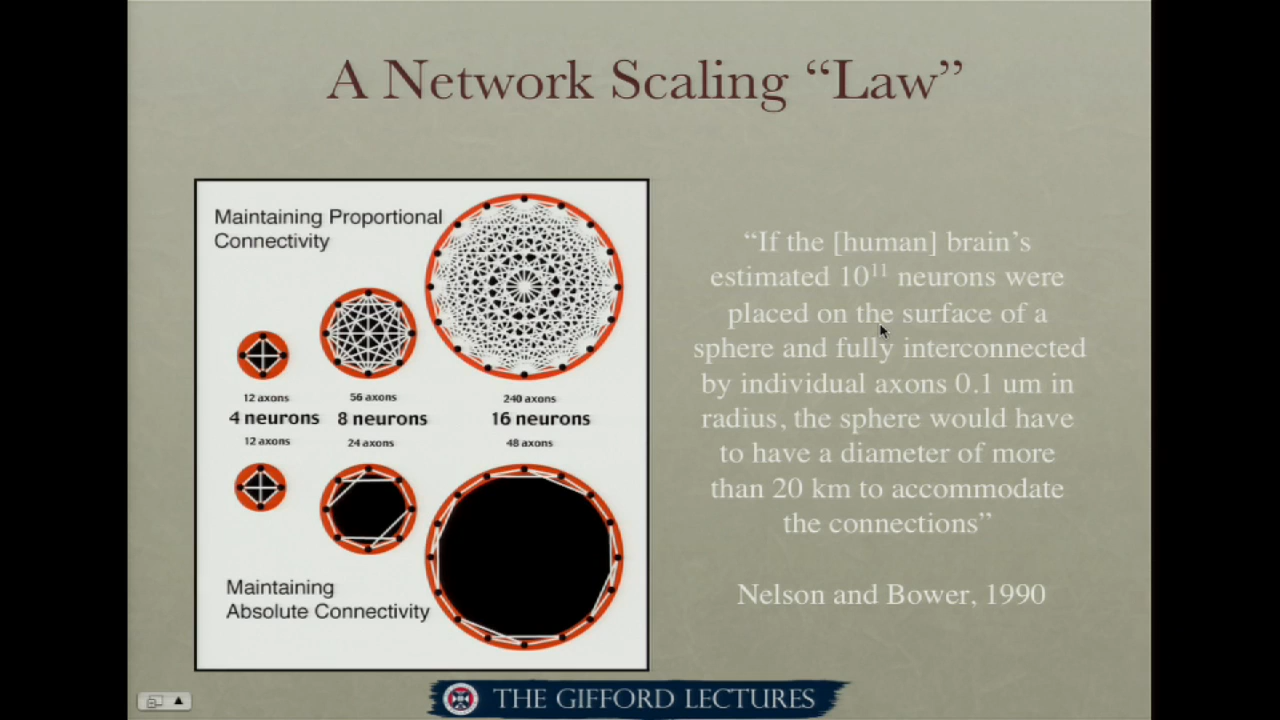 A Network Scaling “Law”
Maintaining Proportional
Connectivity
12 axons
56 axons
240 axons
4 neurons
8 neurons
16 neurons
12 axons
24 axons
48 axons
Maintaining
Absolute Connectivity
“If the [human] brain’s
estimated 10¹¹ neurons were
placed on the surface of a
sphere and fully interconnected
by individual axons 0.1 um in
radius, the sphere would have
to have a diameter of more
than 20 km to accommodate
the connections”
Nelson and Bower, 1990
THE GIFFORD LECTURES